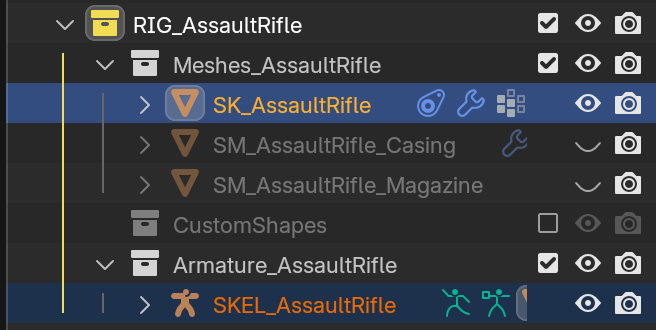 RIG_AssaultRifle
Meshes_AssaultRifle
SK_AssaultRifle
SM_AssaultRifle_Casing
SM_AssaultRifle_Magazine
CustomShapes
Armature_AssaultRifle
SKEL_AssaultRifle